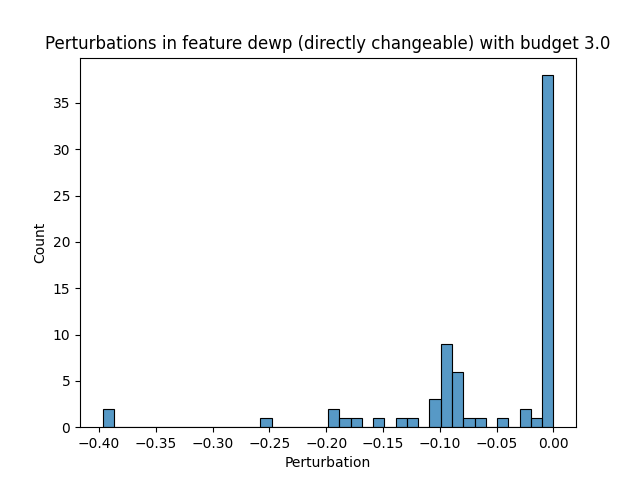 Perturbations in feature dewp (directly changeable) with budget 3.0
Count
35
30
25
20
15
10
5
0
−0.40 −0.35 −0.30 −0.25 −0.20 −0.15 −0.10 −0.05 0.00
Perturbation